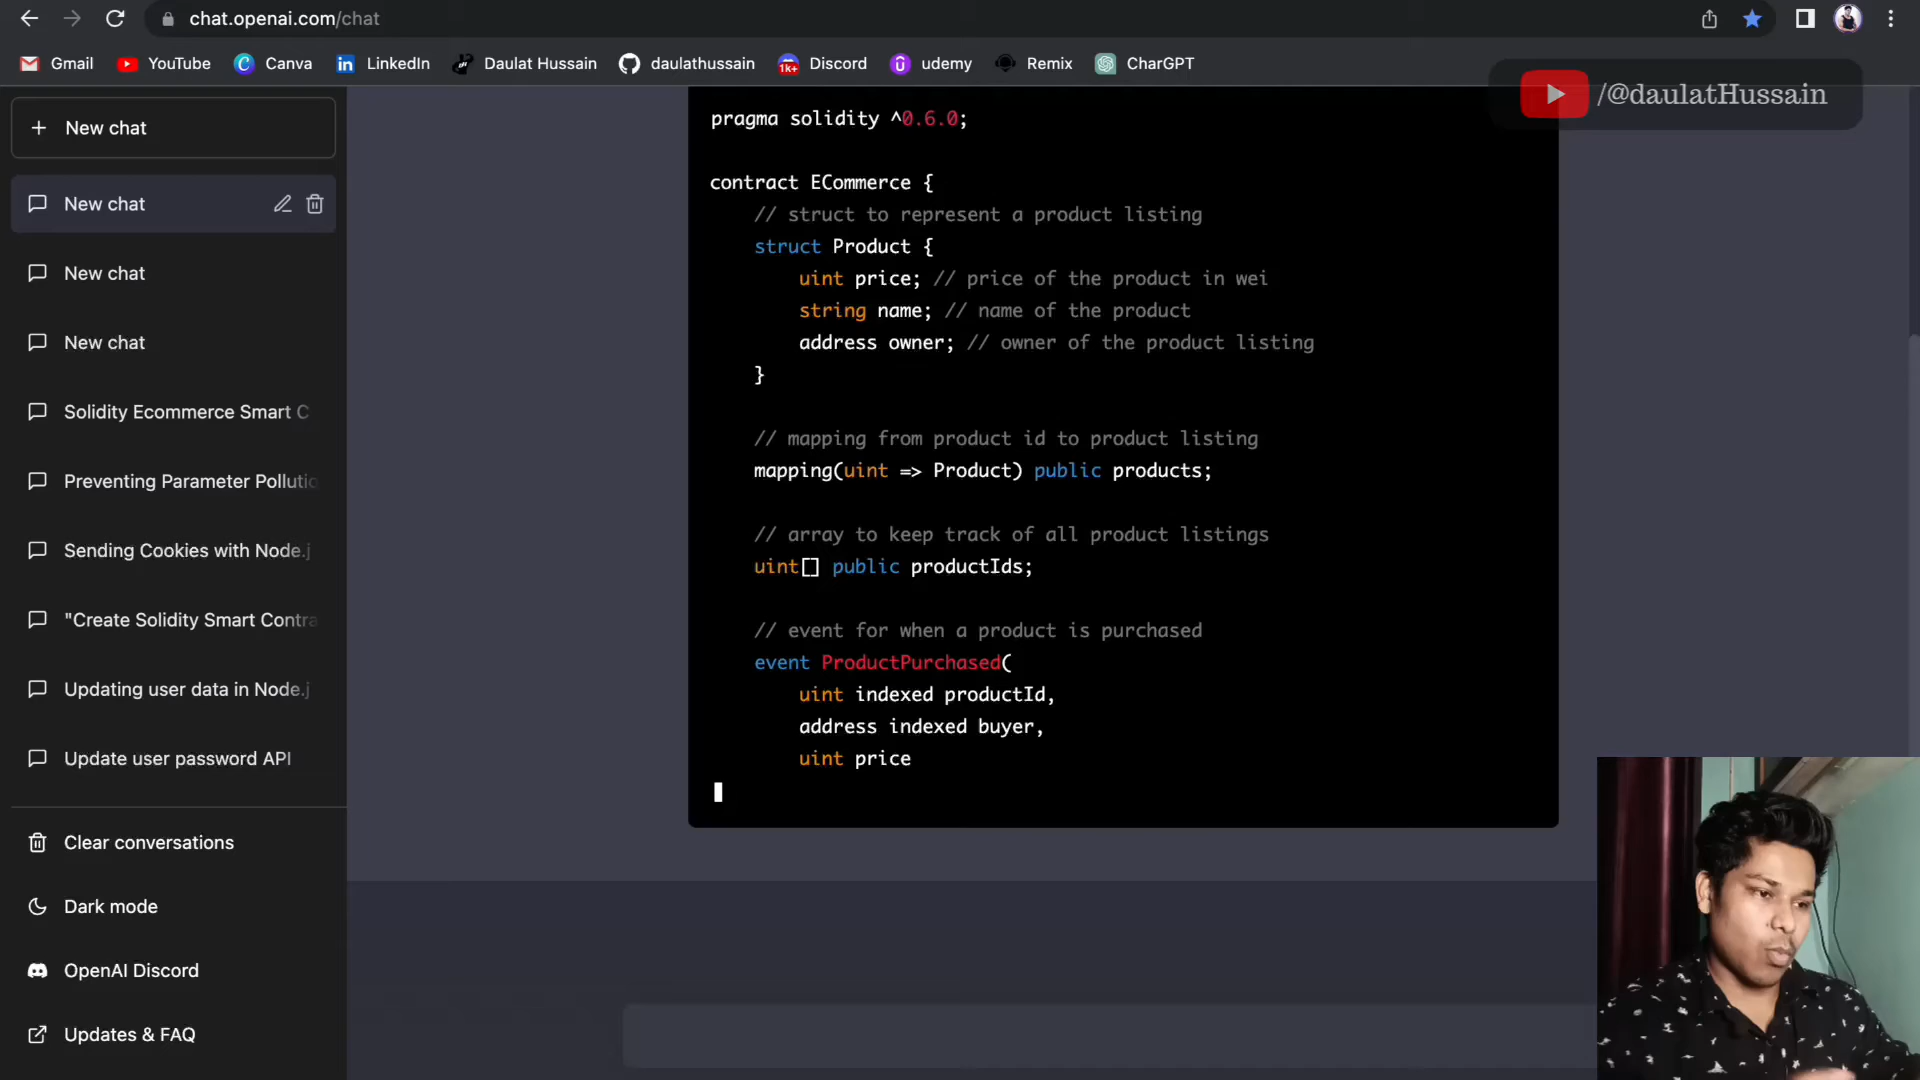 chat.openai.com/chat
Gmail
YouTube
Canva
LinkedIn
Daulat Hussain
daulathussain
1k+
Discord
udemy
Remix
CharGPT
/@daulatHussain
New chat
New chat
New chat
New chat
Solidity Ecommerce Smart C
Preventing Parameter Pollutio
Sending Cookies with Node.j
"Create Solidity Smart Contra
Updating user data in Node.j
Update user password API
Clear conversations
Dark mode
OpenAI Discord
Updates & FAQ
pragma solidity ^0.6.0;
contract ECommerce {
// struct to represent a product listing
struct Product {
uint price; // price of the product in wei
string name; // name of the product
address owner; // owner of the product listing
}
// mapping from product id to product listing
mapping(uint => Product) public products;
// array to keep track of all product listings
uint[] public productIds;
// event for when a product is purchased
event ProductPurchased(
uint indexed productId,
address indexed buyer,
uint price